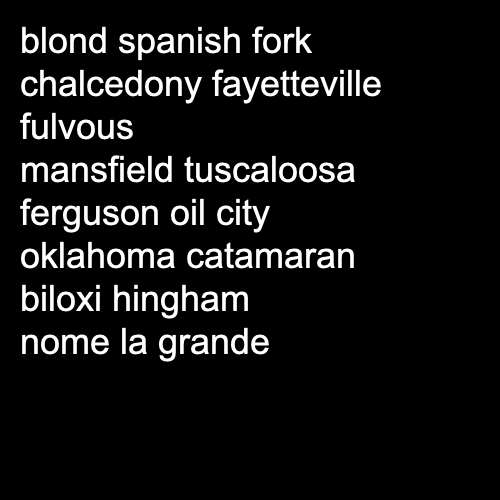 blond spanish fork
chalcedony fayetteville
fulvous
mansfield tuscaloosa
ferguson oil city
oklahoma catamaran
biloxi hingham
nome la grande